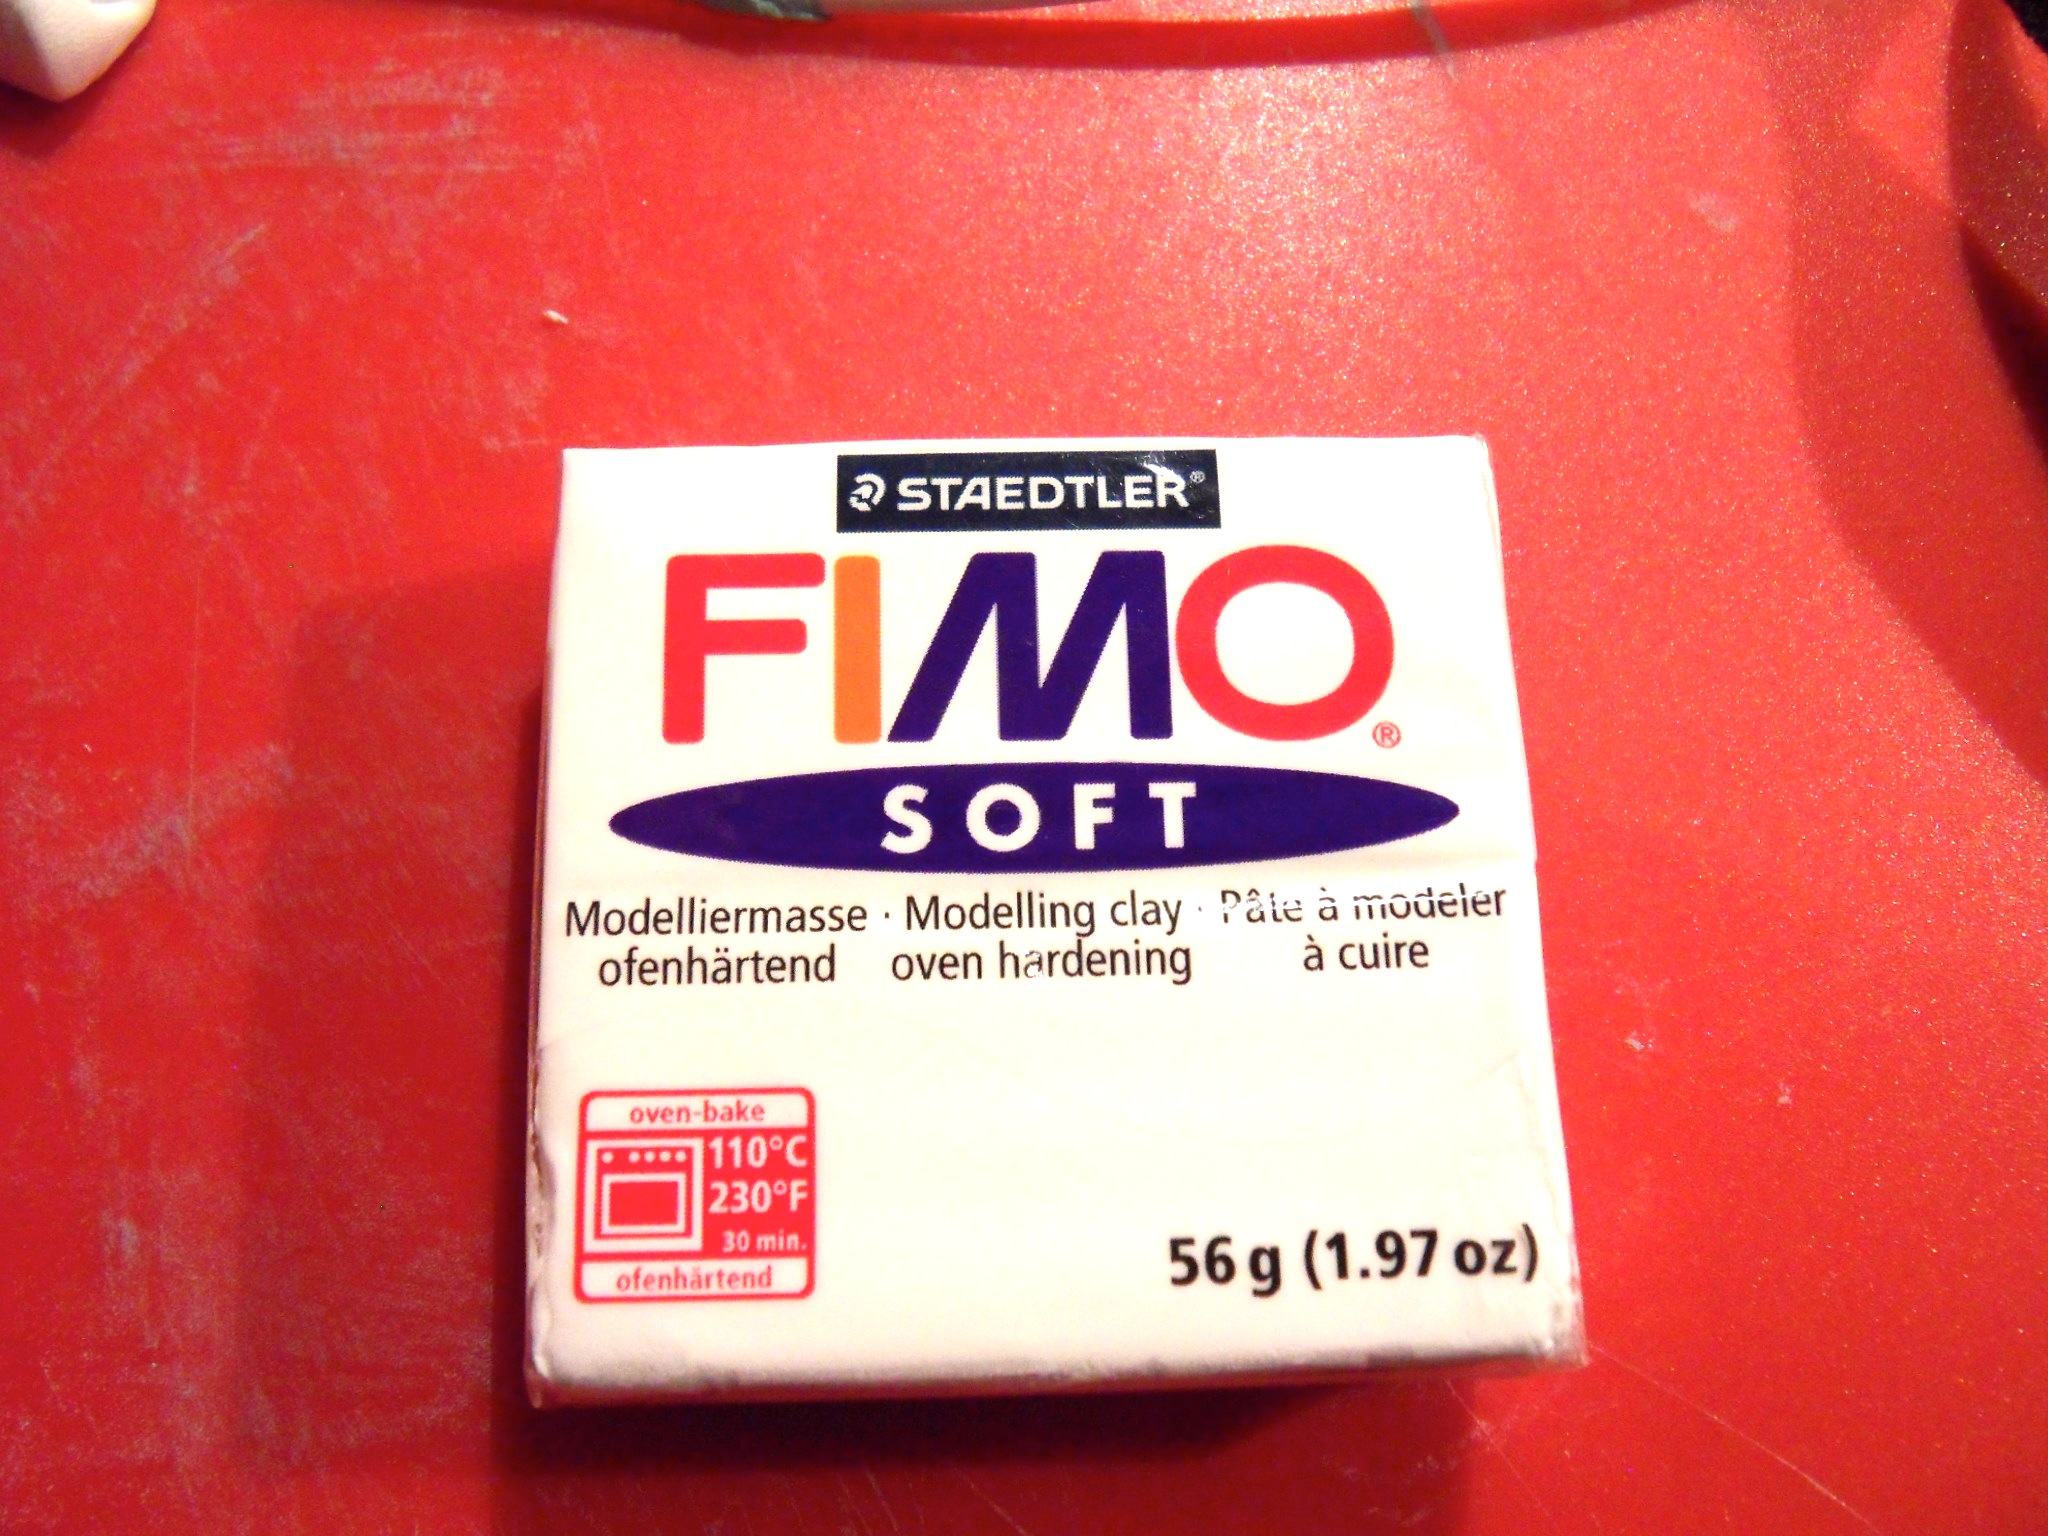 STAEDTLER®
FIMO®
SOFT
Modelliermasse · Modelling clay · Pâte à modeler
ofenhärtend oven hardening à cuire
oven-bake
110°C
230°F
30 min.
ofenhärtend
56 g (1.97 oz)